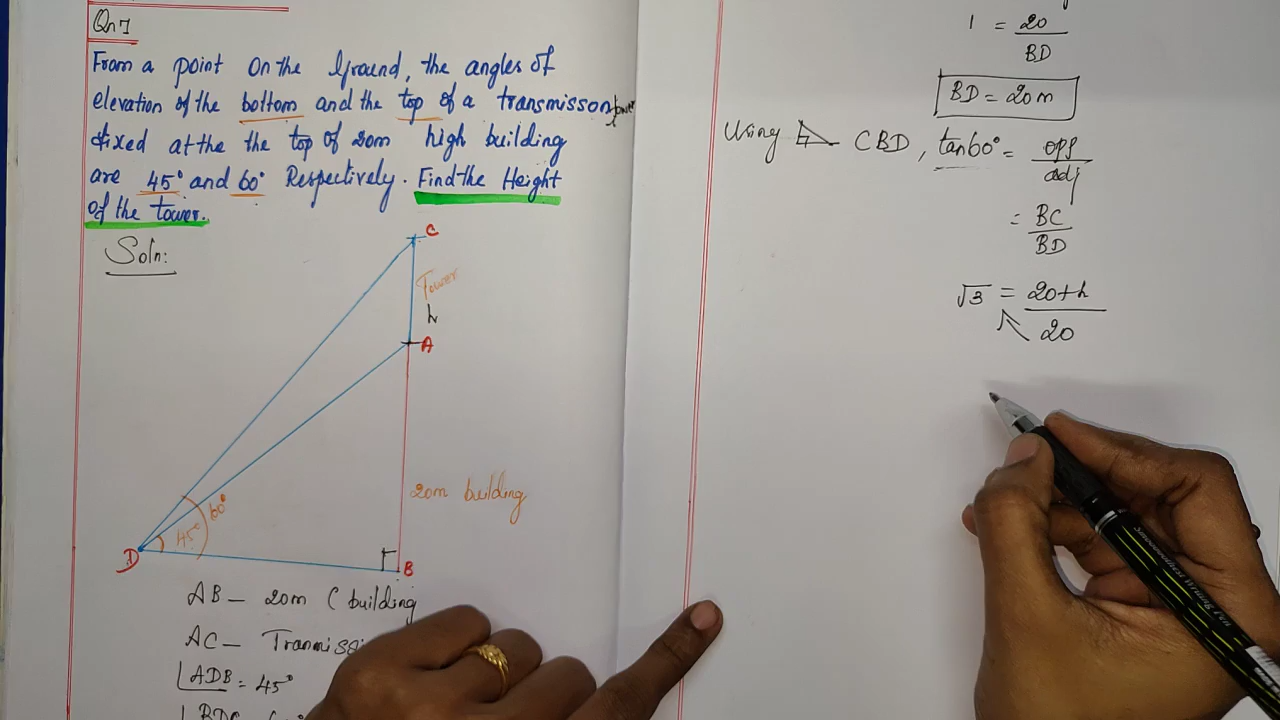 Qn 7
From a point on the Ground, the angles of
elevation of the bottom and the top of a transmisson
fixed at the the top of 20m high building
are 45° and 60° Respectively. Find the Height
of the tower.
Soln:
C
Tower
h
A
20m building
60°
45°
D
B
AB - 20m (building
AC - Tranmiss
∠ADB = 45°
∠BDC
1 = 20/BD
BD = 20m
Using CBD, tan60° = opp/adj
= BC/BD
√3 = 20+h/20